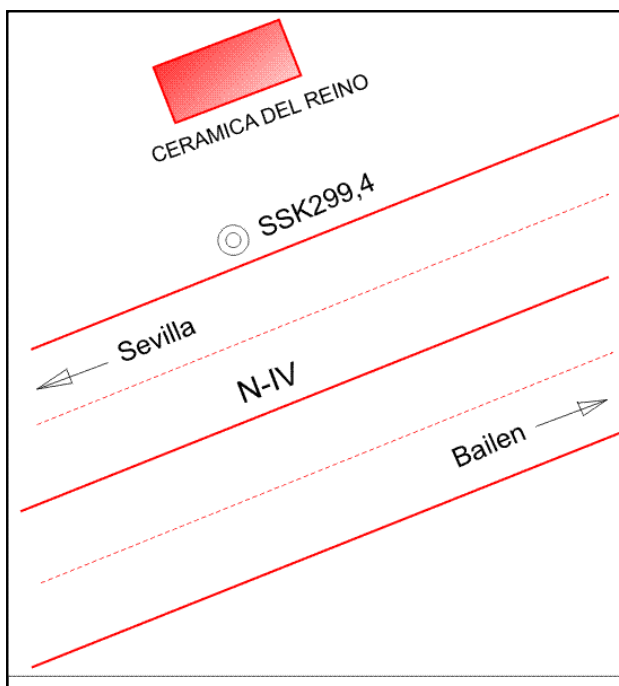 CERAMICA DEL REINO
SSK299,4
Sevilla
N-IV
Bailen